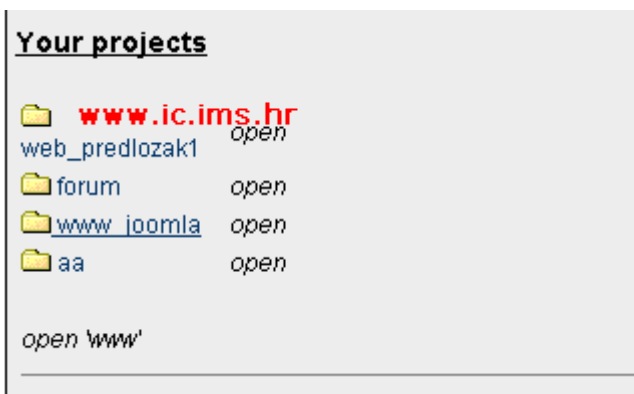 Your projects
www.ic.ims.hr
web_predlozak1 open
forum open
www_joomla open
aa open
open 'www'